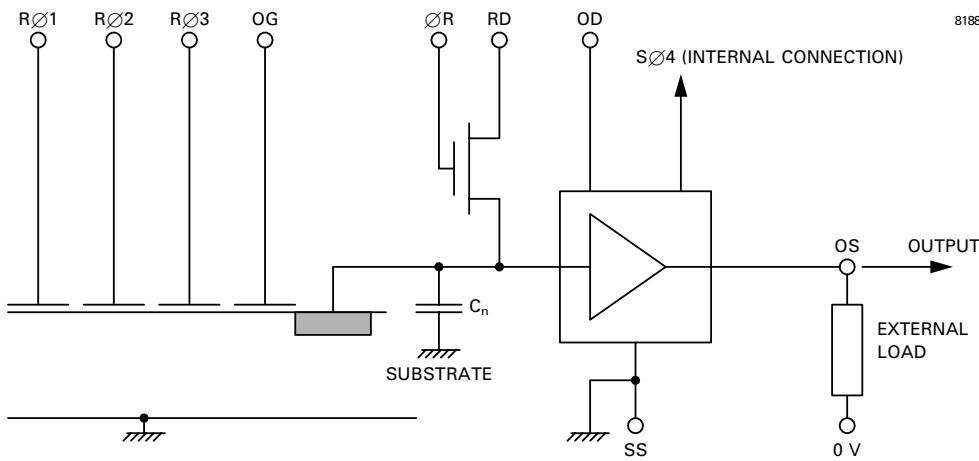 RØ1 RØ2 RØ3 OG ØR RD OD 8188
SØ4 (INTERNAL CONNECTION)
OS OUTPUT
Cn
EXTERNAL
LOAD
SUBSTRATE
SS 0 V